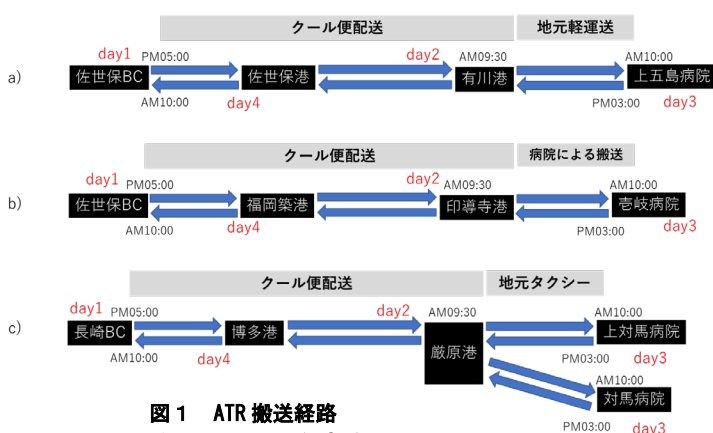 クール便配送 地元軽運送
day1 PM05:00 day2 AM09:30 AM10:00
a) 佐世保BC 佐世保港 有川港 上五島病院
AM10:00 day4 PM03:00 day3
クール便配送 病院による搬送
day1 PM05:00 day2 AM09:30 AM10:00
b) 佐世保BC 福岡築港 印導寺港 壱岐病院
AM10:00 day4 PM03:00 day3
クール便配送 地元タクシー
day1 PM05:00 day2 AM09:30 AM10:00
c) 長崎BC 博多港 厳原港 上対馬病院
AM10:00 day4 PM03:00 day3
AM10:00
対馬病院
図1 ATR搬送経路
PM03:00 day3